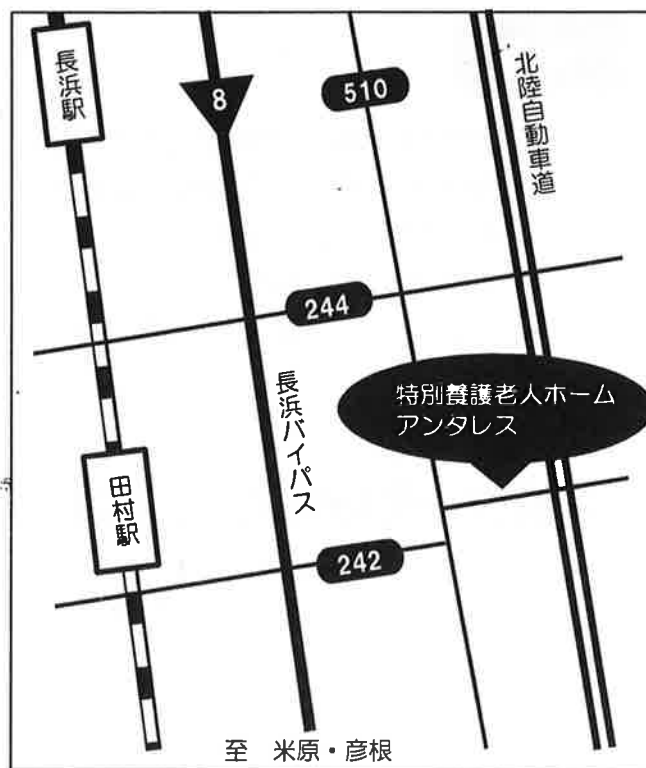 長浜駅
8
510
北陸自動車道
244
長浜バイパス
特別養護老人ホーム
アンタレス
田村駅
242
至 米原・彦根